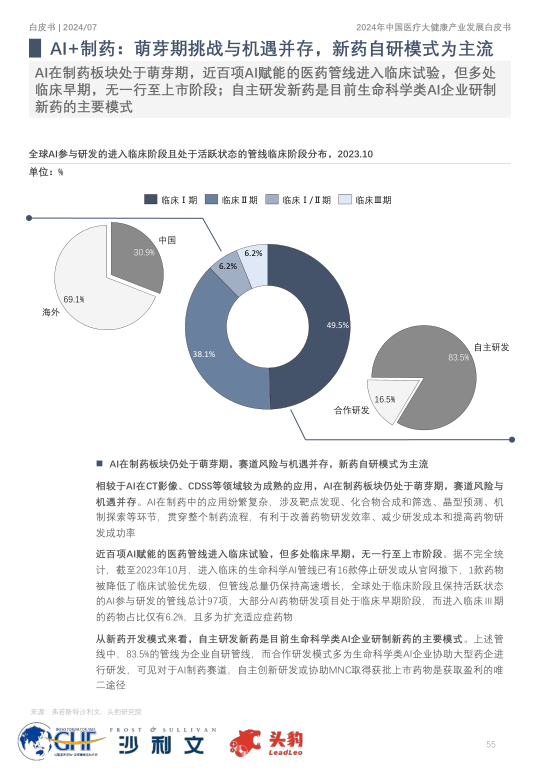 白皮书 | 2024/07
2024年中国医疗大健康产业发展白皮书
AI+制药：萌芽期挑战与机遇并存，新药自研模式为主流
AI在制药板块处于萌芽期，近百项AI赋能的医药管线进入临床试验，但多处
临床早期，无一行至上市阶段；自主研发新药是目前生命科学类AI企业研制
新药的主要模式
全球AI参与研发的进入临床阶段且处于活跃状态的管线临床阶段分布，2023.10
单位：%
临床Ⅰ期 临床Ⅱ期 临床Ⅰ/Ⅱ期 临床Ⅲ期
中国
30.9%
69.1%
海外
6.2%
6.2%
49.5%
38.1%
自主研发
83.5%
16.5%
合作研发
AI在制药板块仍处于萌芽期，赛道风险与机遇并存，新药自研模式为主流
相较于AI在CT影像、CDSS等领域较为成熟的应用，AI在制药板块仍处于萌芽期，赛道风险与
机遇并存。AI在制药中的应用纷繁复杂，涉及靶点发现、化合物合成和筛选、晶型预测、机
制探索等环节，贯穿整个制药流程，有利于改善药物研发效率、减少研发成本和提高药物研
发成功率
近百项AI赋能的医药管线进入临床试验，但多处临床早期，无一行至上市阶段。据不完全统
计，截至2023年10月，进入临床的生命科学AI管线已有16款停止研发或从官网撤下，1款药物
被降低了临床试验优先级，但管线总量仍保持高速增长，全球处于临床阶段且保持活跃状态
的AI参与研发的管线总计97项，大部分AI药物研发项目处于临床早期阶段，而进入临床Ⅲ期
的药物占比仅有6.2%，且多为扩充适应症药物
从新药开发模式来看，自主研发新药是目前生命科学类AI企业研制新药的主要模式。上述管
线中，83.5%的管线为企业自研管线，而合作研发模式多为生命科学类AI企业协助大型药企进
行研发，可见对于AI制药赛道，自主创新研发或协助MNC取得获批上市药物是获取盈利的唯
二途径
来源：弗若斯特沙利文，头豹研究院
GHF
FROST & SULLIVAN
沙利文
头豹
LeadLeo
55